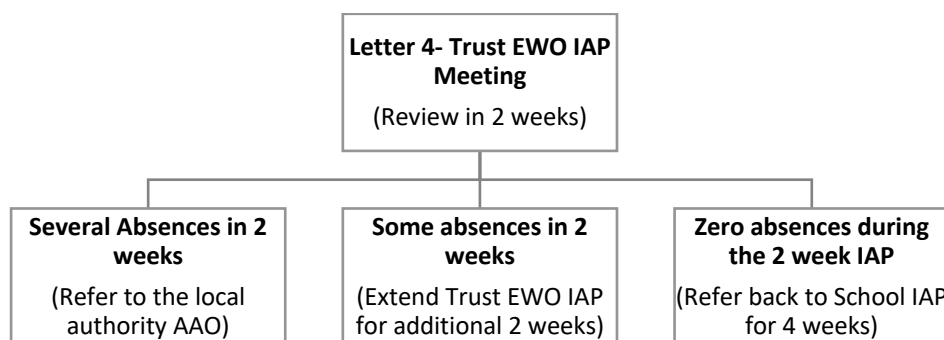 Letter 4- Trust EWO IAP
Meeting
(Review in 2 weeks)
Several Absences in 2
weeks
(Refer to the local
authority AAO)
Some absences in 2
weeks
(Extend Trust EWO IAP
for additional 2 weeks)
Zero absences during
the 2 week IAP
(Refer back to School IAP
for 4 weeks)